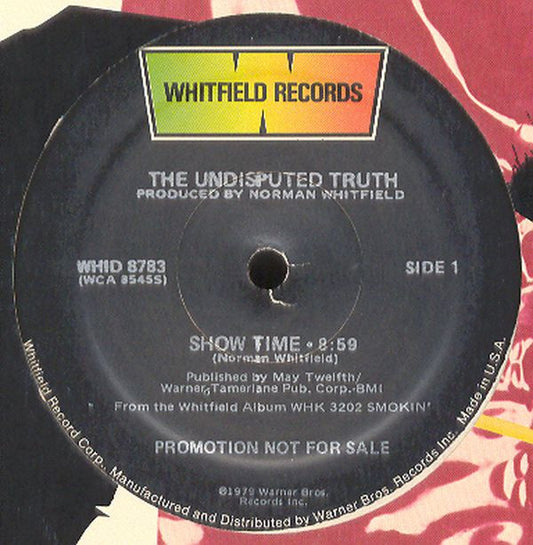 WHITFIELD RECORDS
THE UNDISPUTED TRUTH
PRODUCED BY NORMAN WHITFIELD
WHID 8783
(WCA 8545S)
SIDE 1
SHOW TIME • 8:59
(Norman Whitfield)
Published by May Twelfth/
Warner Tamerlane Pub. Corp.-BMI
From the Whitfield Album WHK 3202 SMOKIN'
PROMOTION NOT FOR SALE
©1979 Warner Bros.
Records Inc.
Whitfield Record Corp., Manufactured and Distributed by Warner Bros. Records Inc. Made in U.S.A.